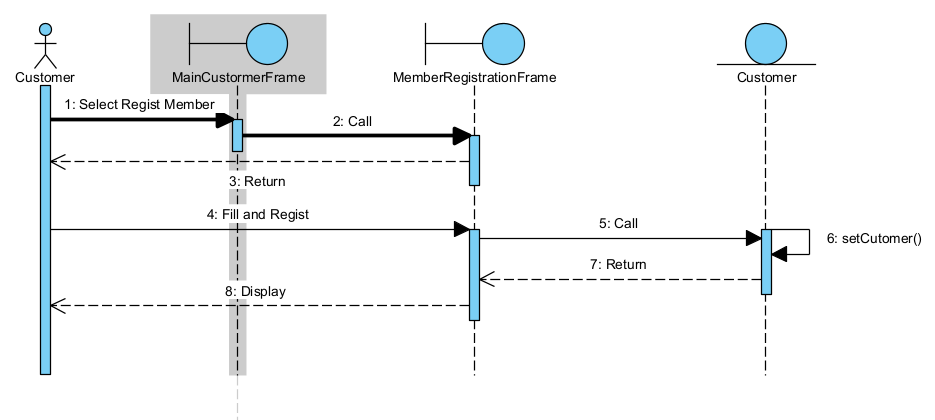 Customer
MainCustormerFrame
MemberRegistrationFrame
Customer
1: Select Regist Member
2: Call
3: Return
4: Fill and Regist
5: Call
6: setCutomer()
7: Return
8: Display